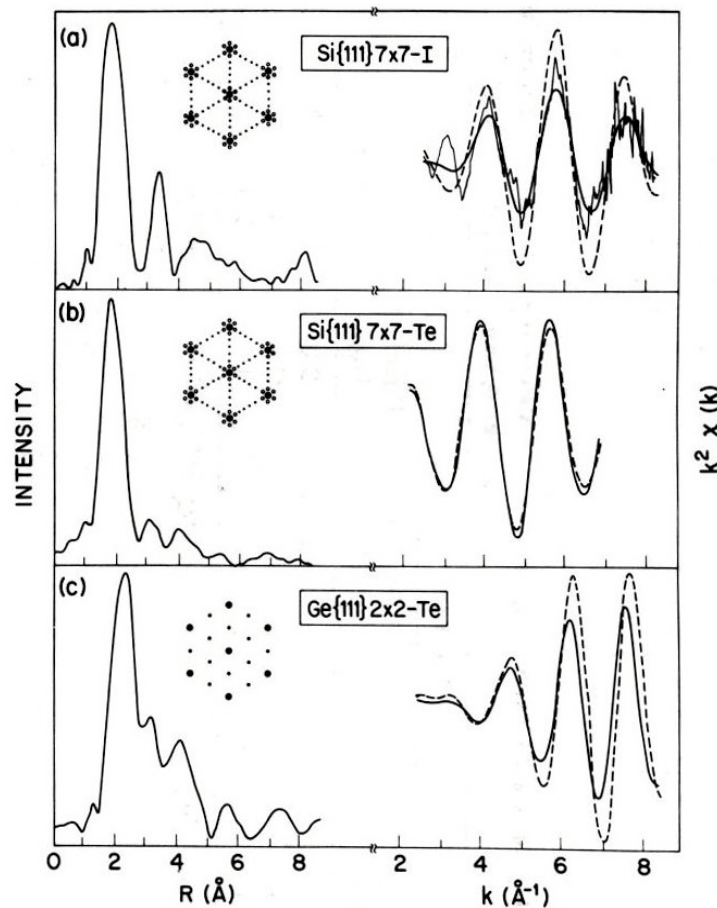 (a)
Si{111}7x7-I
(b)
Si{111}7x7-Te
INTENSITY
k² χ (k)
(c)
Ge{111}2x2-Te
0 2 4 6 8 2 4 6 8
R (Å) k (Å⁻¹)